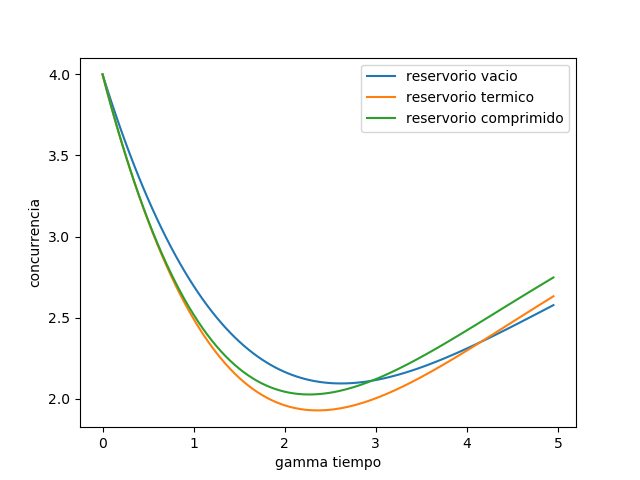 4.0
3.5
3.0
2.5
2.0
concurrencia
reservorio vacio
reservorio termico
reservorio comprimido
0 1 2 3 4 5
gamma tiempo